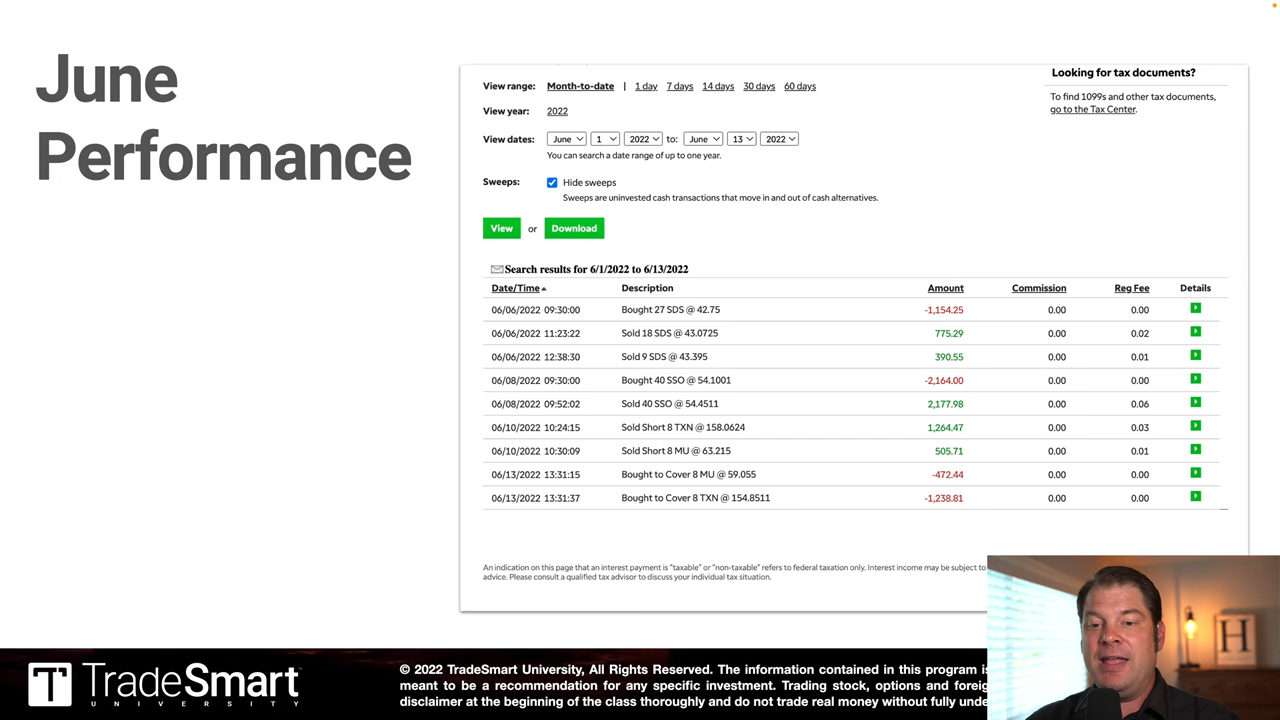 June
Performance
View range: Month-to-date | 1 day 7 days 14 days 30 days 60 days
View year: 2022
View dates: June 1 2022 to: June 13 2022
You can search a date range of up to one year.
Sweeps: Hide sweeps
Sweeps are uninvested cash transactions that move in and out of cash alternatives.
View or Download
Looking for tax documents?
To find 1099s and other tax documents,
go to the Tax Center.
Search results for 6/1/2022 to 6/13/2022
Date/Time Description Amount Commission Reg Fee Details
06/06/2022 09:30:00 Bought 27 SDS @ 42.75 -1,154.25 0.00 0.00
06/06/2022 11:23:22 Sold 18 SDS @ 43.0725 775.29 0.00 0.02
06/06/2022 12:38:30 Sold 9 SDS @ 43.395 390.55 0.00 0.01
06/08/2022 09:30:00 Bought 40 SSO @ 54.1001 -2,164.00 0.00 0.00
06/08/2022 09:52:02 Sold 40 SSO @ 54.4511 2,177.98 0.00 0.06
06/10/2022 10:24:15 Sold Short 8 TXN @ 158.0624 1,264.47 0.00 0.03
06/10/2022 10:30:09 Sold Short 8 MU @ 63.215 505.71 0.00 0.01
06/13/2022 13:31:15 Bought to Cover 8 MU @ 59.055 -472.44 0.00 0.00
06/13/2022 13:31:37 Bought to Cover 8 TXN @ 154.8511 -1,238.81 0.00 0.00
An indication on this page that an interest payment is "taxable" or "non-taxable" refers to federal taxation only. Interest income may be subject to
advice. Please consult a qualified tax advisor to discuss your individual tax situation.
H
T TradeSmart
UNIVERSITY
© 2022 TradeSmart University, All Rights Reserved. The information contained in this program is
meant to be a recommendation for any specific investment. Trading stock, options and foreig
disclaimer at the beginning of the class thoroughly and do not trade real money without fully unde